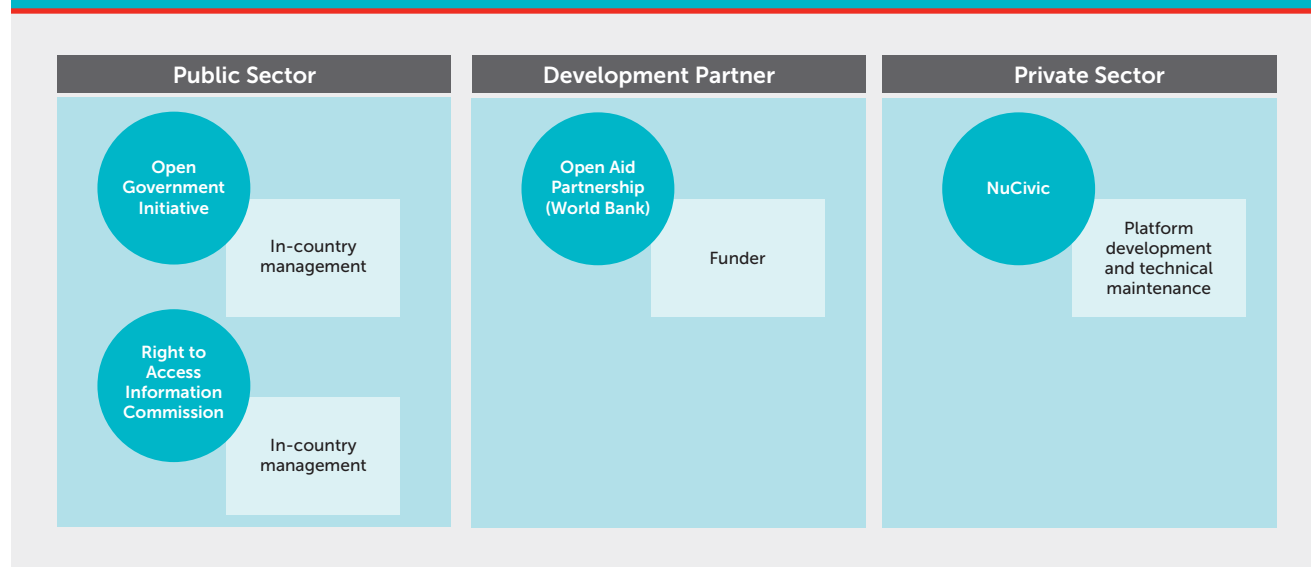 Public Sector
Open
Government
Initiative
In-country
management
Right to
Access
Information
Commission
In-country
management
Development Partner
Open Aid
Partnership
(World Bank)
Funder
Private Sector
NuCivic
Platform
development
and technical
maintenance